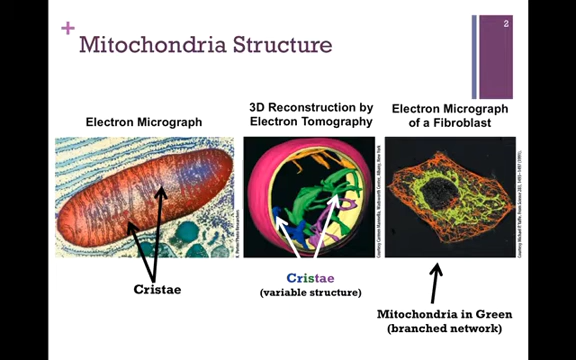 2
+
Mitochondria Structure
Electron Micrograph
3D Reconstruction by
Electron Tomography
Electron Micrograph
of a Fibroblast
Cristae
Cristae
(variable structure)
Mitochondria in Green
(branched network)